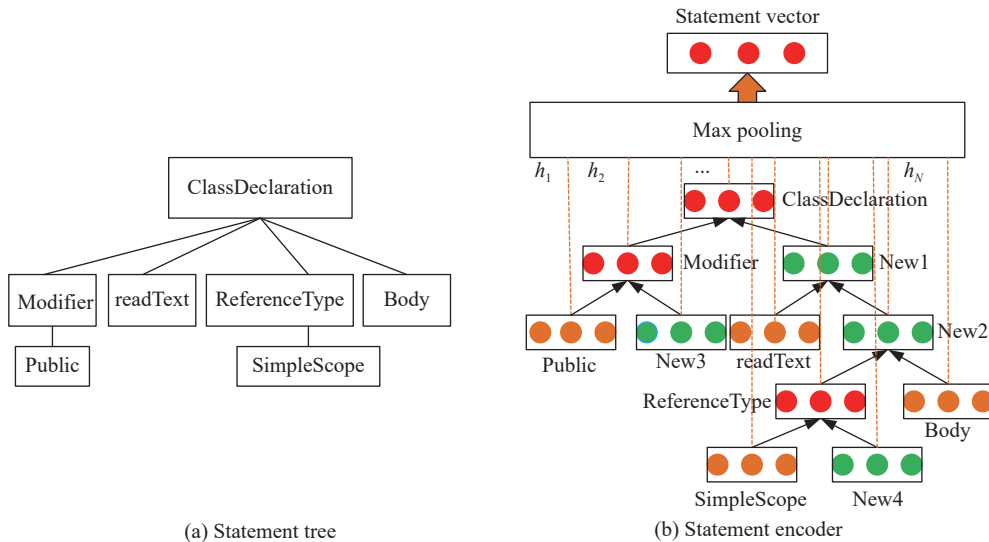 Statement vector
Max pooling
h1 h2 ... hN
ClassDeclaration
ClassDeclaration
Modifier
New1
Modifier
readText
ReferenceType
Body
New2
Public
New3
readText
Public
SimpleScope
ReferenceType
Body
SimpleScope
New4
(a) Statement tree
(b) Statement encoder